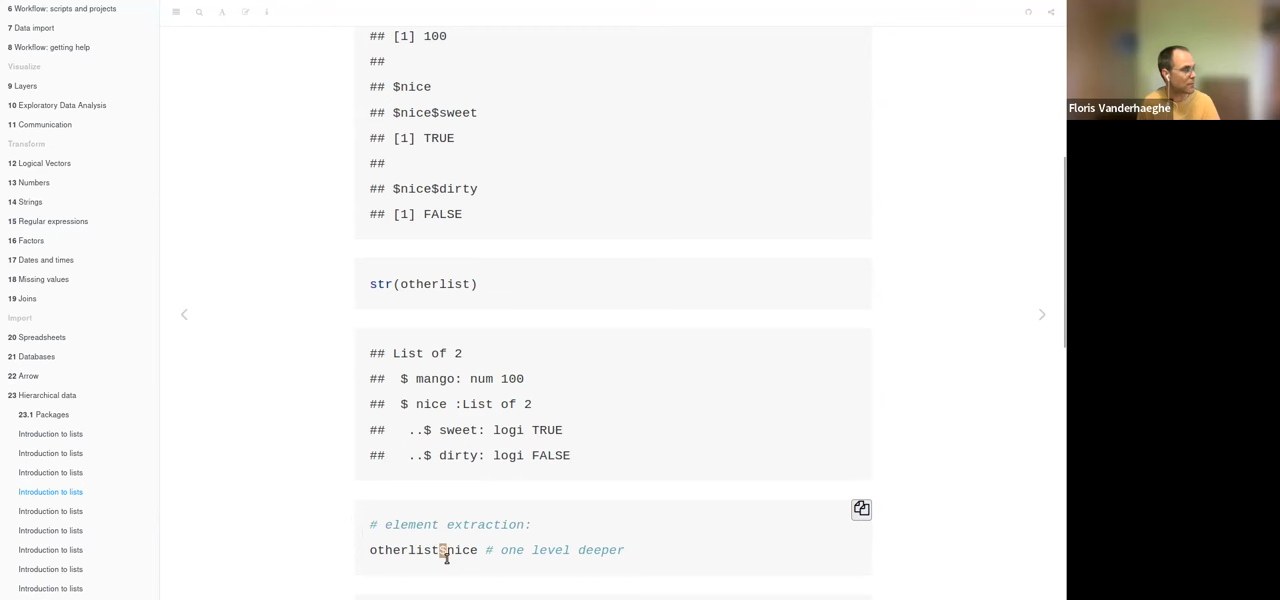 6 Workflow: scripts and projects
7 Data import
8 Workflow: getting help
Visualize
9 Layers
10 Exploratory Data Analysis
11 Communication
Transform
12 Logical Vectors
13 Numbers
14 Strings
15 Regular expressions
16 Factors
17 Dates and times
18 Missing values
19 Joins
Import
20 Spreadsheets
21 Databases
22 Arrow
23 Hierarchical data
23.1 Packages
Introduction to lists
Introduction to lists
Introduction to lists
Introduction to lists
Introduction to lists
Introduction to lists
Introduction to lists
Introduction to lists
Introduction to lists
## [1] 100
##
## $nice
## $nice$sweet
## [1] TRUE
##
## $nice$dirty
## [1] FALSE
str(otherlist)
## List of 2
##  $ mango: num 100
##  $ nice :List of 2
##   ..$ sweet: logi TRUE
##   ..$ dirty: logi FALSE
# element extraction:
otherlist$nice # one level deeper
Floris Vanderhaeghe